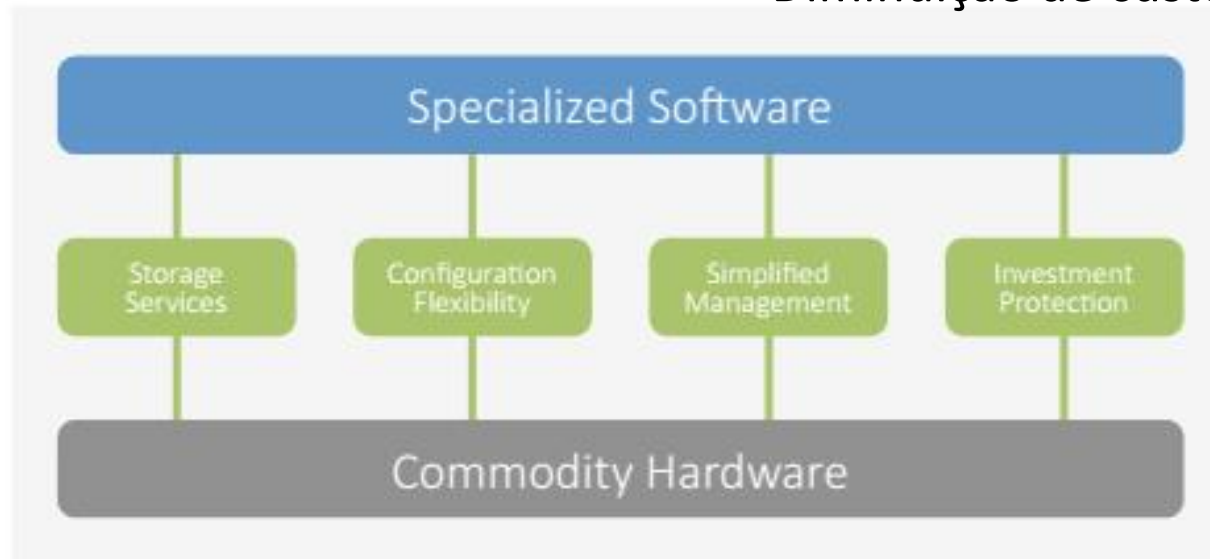 Specialized Software
Storage
Services
Configuration
Flexibility
Simplified
Management
Investment
Protection
Commodity Hardware